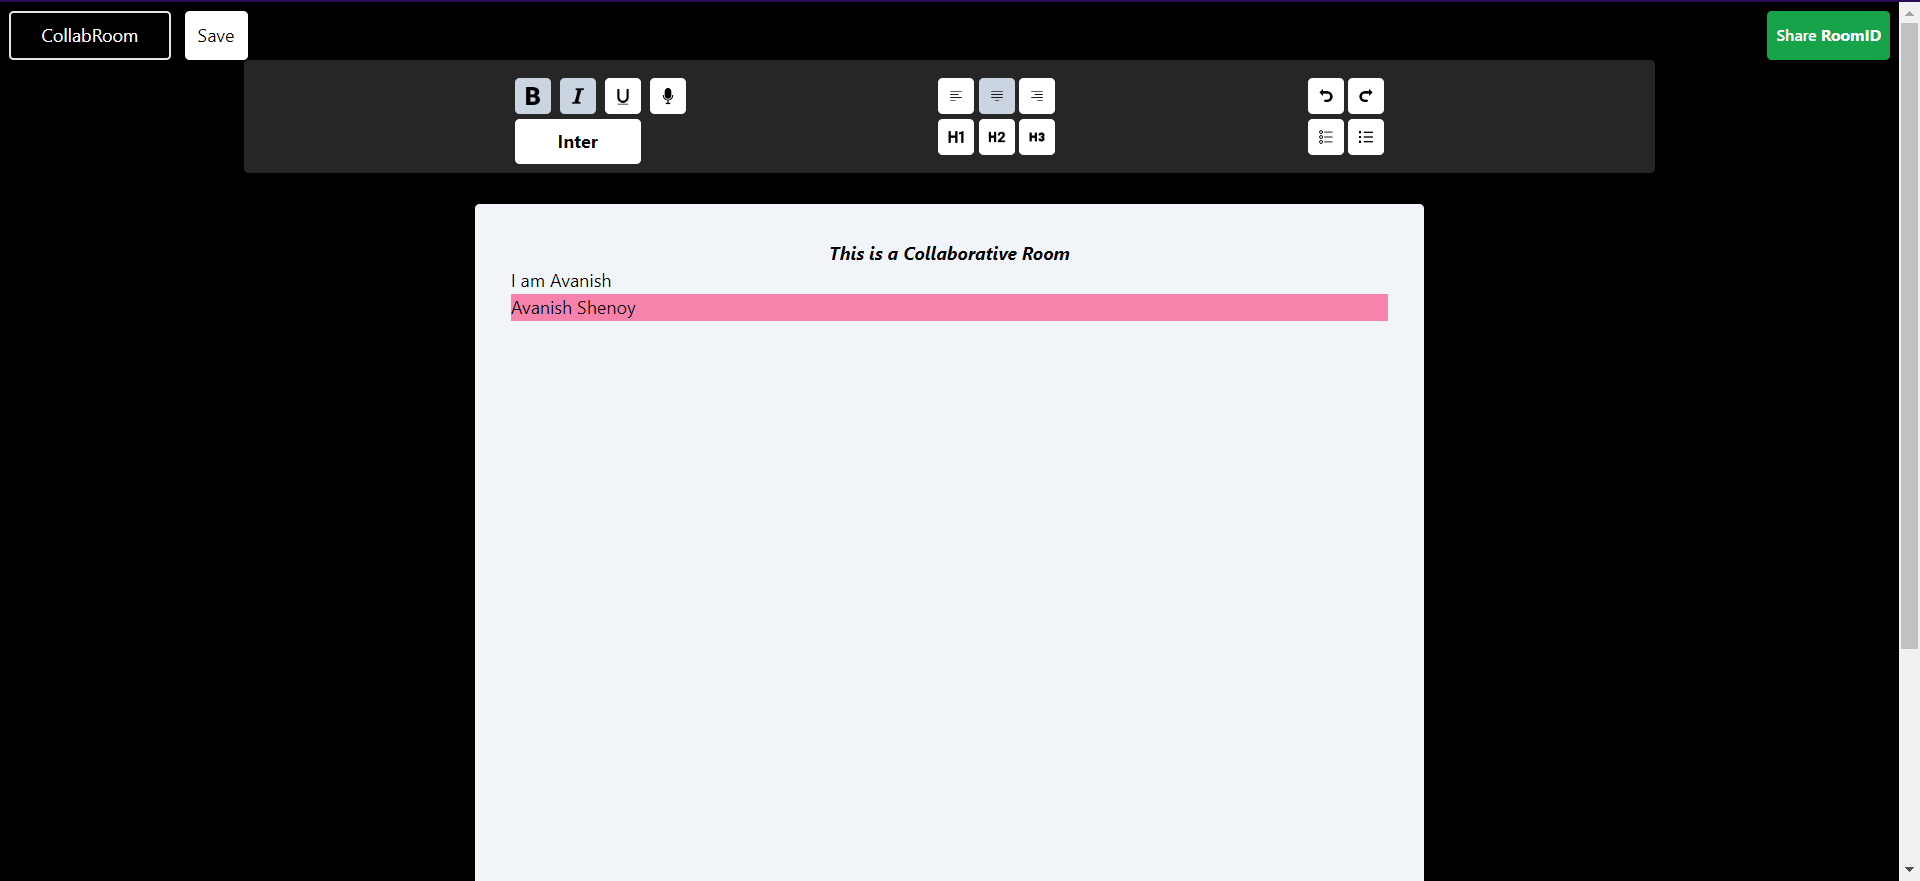 CollabRoom
Save
Share RoomID
B I U
Inter
H1 H2 H3
This is a Collaborative Room
I am Avanish
Avanish Shenoy